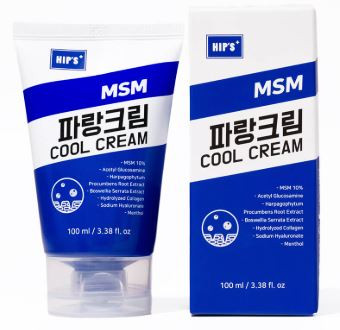 HIP'S+
MSM
파랑크림
COOL CREAM
- MSM 10%
- Acetyl Glucosamina
- Harpagophytum
Procumbens Root Extract
- Boswellia Serrata Extract
- Hydrolyzed Collagen
- Sodium Hyaluronate
- Menthol
100 ml / 3.38 fl. oz
HIP'S+
MSM
파랑크림
COOL CREAM
- MSM 10%
- Acetyl Glucosamina
- Harpagophytum
Procumbens Root Extract
- Boswellia Serrata Extract
- Hydrolyzed Collagen
- Sodium Hyaluronate
- Menthol
100 ml / 3.38 fl. oz